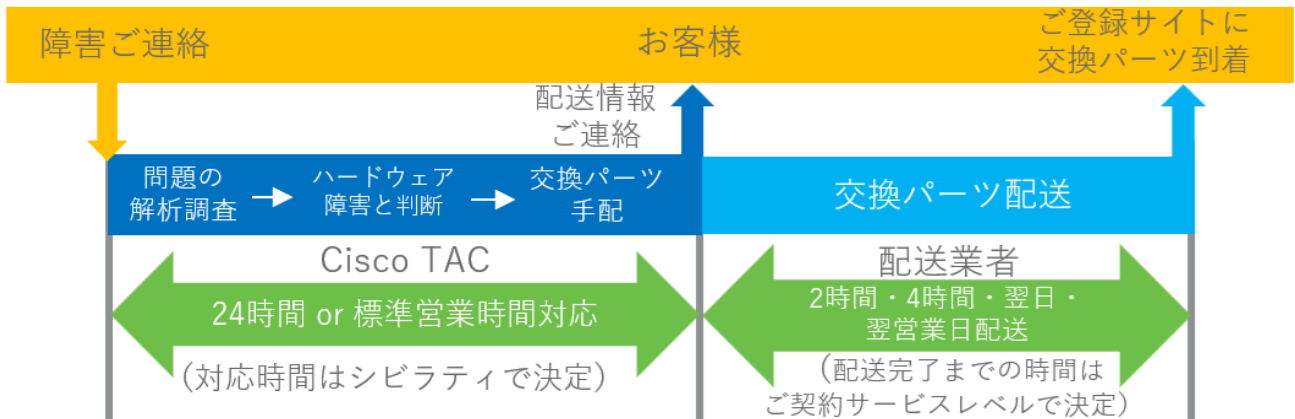 障害ご連絡
お客様
ご登録サイトに
交換パーツ到着
配送情報
ご連絡
問題の
解析調査
ハードウェア
障害と判断
交換パーツ
手配
交換パーツ配送
Cisco TAC
24時間 or 標準営業時間対応
(対応時間はシビラティで決定)
配送業者
2時間・4時間・翌日・
翌営業日配送
(配送完了までの時間は
ご契約サービスレベルで決定)